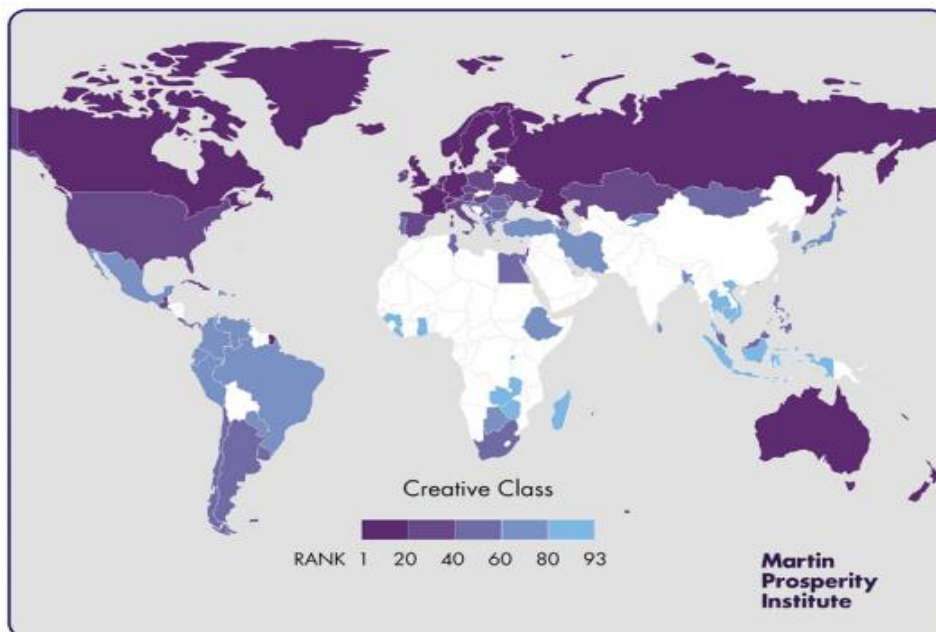 Creative Class
RANK 1 20 40 60 80 93
Martin
Prosperity
Institute